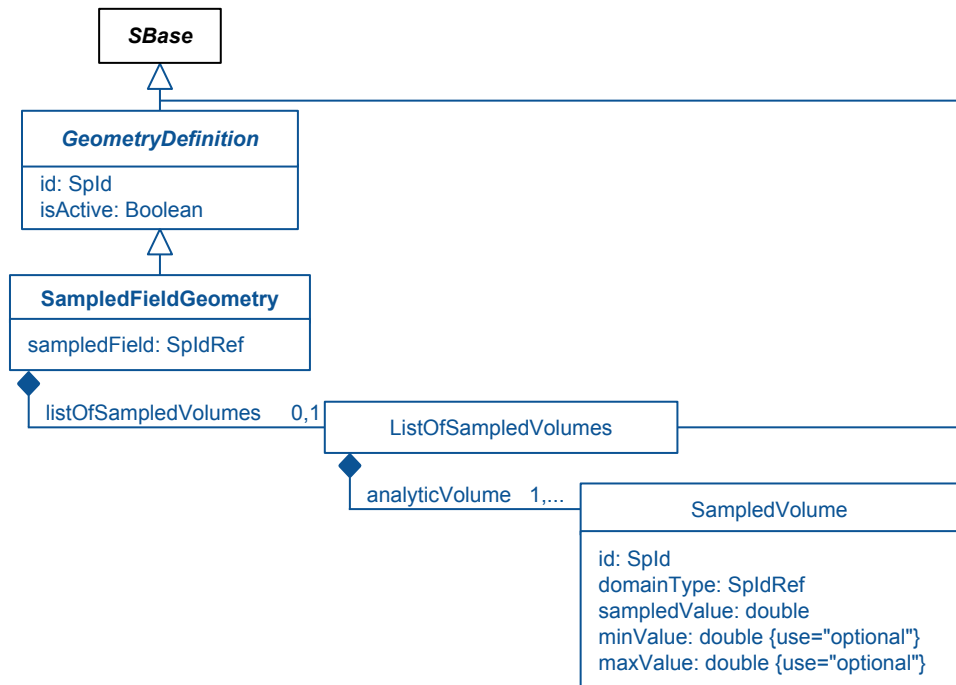 SBase
GeometryDefinition
id: SpId
isActive: Boolean
SampledFieldGeometry
sampledField: SpIdRef
listOfSampledVolumes 0,1
ListOfSampledVolumes
analyticVolume 1,...
SampledVolume
id: SpId
domainType: SpIdRef
sampledValue: double
minValue: double {use="optional"}
maxValue: double {use="optional"}